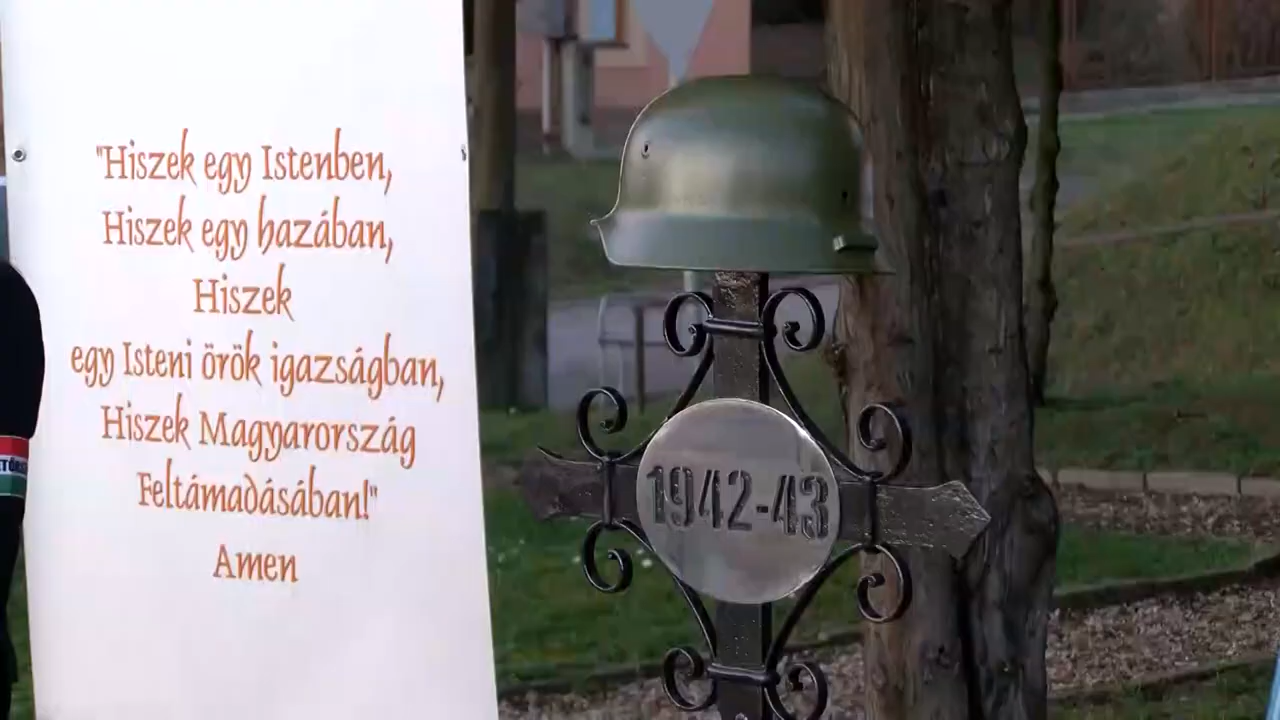 "Hiszek egy Istenben,
Hiszek egy hazában,
Hiszek
egy Isteni örök igazságban,
Hiszek Magyarország
Feltámadásában!"
Amen
1942-43